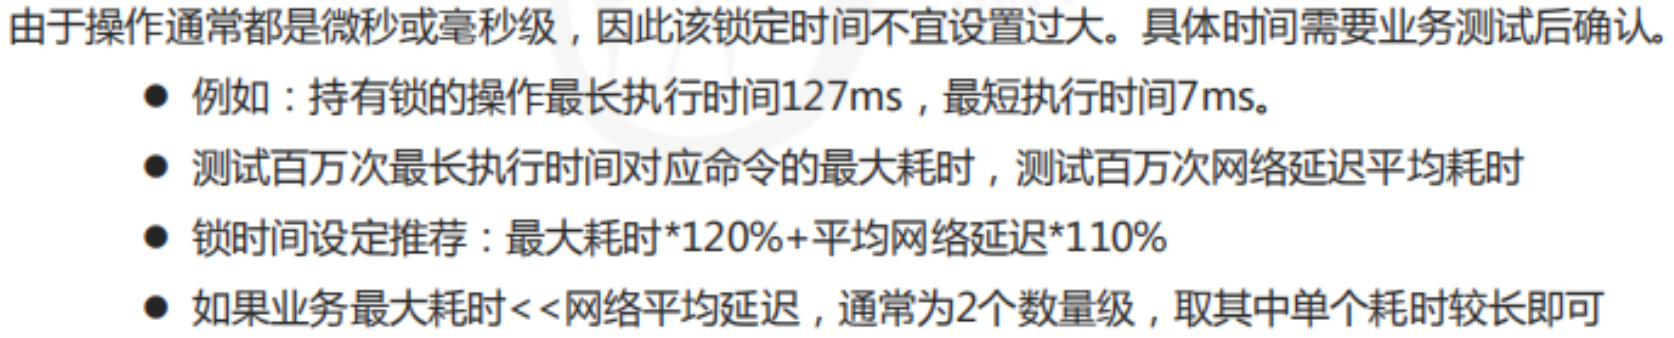 由于操作通常都是微秒或毫秒级，因此该锁定时间不宜设置过大。具体时间需要业务测试后确认。
● 例如：持有锁的操作最长执行时间127ms，最短执行时间7ms。
● 测试百万次最长执行时间对应命令的最大耗时，测试百万次网络延迟平均耗时
● 锁时间设定推荐：最大耗时*120%+平均网络延迟*110%
● 如果业务最大耗时<<网络平均延迟，通常为2个数量级，取其中单个耗时较长即可